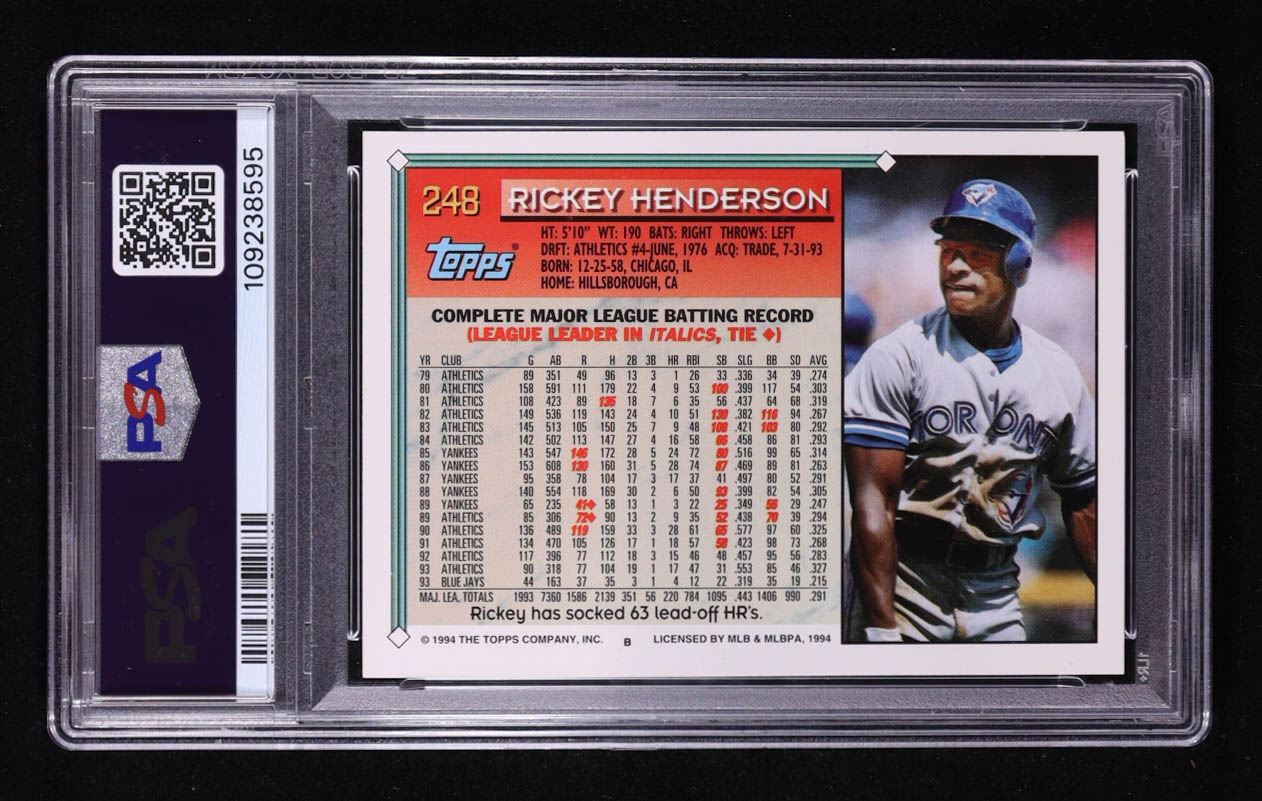 109238595
PSA
PSA
248 RICKEY HENDERSON
Topps®
HT: 5'10" WT: 190 BATS: RIGHT THROWS: LEFT
DRFT: ATHLETICS #4-JUNE, 1976 ACQ: TRADE, 7-31-93
BORN: 12-25-58, CHICAGO, IL
HOME: HILLSBOROUGH, CA
COMPLETE MAJOR LEAGUE BATTING RECORD
(LEAGUE LEADER IN ITALICS, TIE ◆)
YR CLUB G AB R H 2B 3B HR RBI SB SLG BB SO AVG
79 ATHLETICS 89 351 49 96 13 3 1 26 33 .336 34 39 .274
80 ATHLETICS 158 591 111 179 22 4 9 53 100 .399 117 54 .303
81 ATHLETICS 108 423 89 135 18 7 6 35 56 .437 64 68 .319
82 ATHLETICS 149 536 119 143 24 4 10 51 130 .382 116 94 .267
83 ATHLETICS 145 513 105 150 25 7 9 48 108 .421 103 80 .292
84 ATHLETICS 142 502 113 147 27 4 16 58 66 .458 86 81 .293
85 YANKEES 143 547 146 172 28 5 24 72 80 .516 99 65 .314
86 YANKEES 153 608 130 160 31 5 28 74 87 .469 89 81 .263
87 YANKEES 95 358 78 104 17 3 17 37 41 .497 80 52 .291
88 YANKEES 140 554 118 169 30 2 6 50 93 .399 82 54 .305
89 YANKEES 65 235 41◆ 58 13 1 3 22 25 .349 56 29 .247
89 ATHLETICS 85 306 72◆ 90 13 2 9 35 52 .438 70 39 .294
90 ATHLETICS 136 489 119 159 33 3 28 61 65 .577 97 60 .325
91 ATHLETICS 134 470 105 126 17 1 18 57 58 .423 98 73 .268
92 ATHLETICS 117 396 77 112 18 3 15 46 48 .457 95 56 .283
93 ATHLETICS 90 318 77 104 19 1 17 47 31 .553 85 46 .327
93 BLUE JAYS 44 163 37 35 3 1 4 12 22 .319 35 19 .215
MAJ. LEA. TOTALS 1993 7360 1586 2139 351 56 220 784 1095 .443 1406 990 .291
Rickey has socked 63 lead-off HR's.
© 1994 THE TOPPS COMPANY, INC. B LICENSED BY MLB & MLBPA, 1994
TORONT